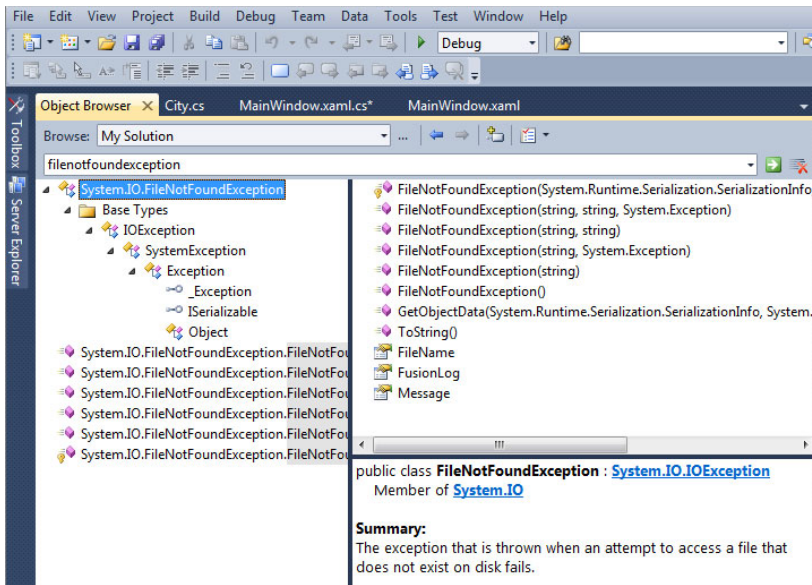 File Edit View Project Build Debug Team Data Tools Test Window Help
Debug
Object Browser City.cs MainWindow.xaml.cs* MainWindow.xaml
Toolbox
Server Explorer
Browse: My Solution ...
filenotfoundexception
System.IO.FileNotFoundException
Base Types
IOException
SystemException
Exception
_Exception
ISerializable
Object
System.IO.FileNotFoundException.FileNotFou
System.IO.FileNotFoundException.FileNotFou
System.IO.FileNotFoundException.FileNotFou
System.IO.FileNotFoundException.FileNotFou
System.IO.FileNotFoundException.FileNotFou
System.IO.FileNotFoundException.FileNotFou
FileNotFoundException(System.Runtime.Serialization.SerializationInfo
FileNotFoundException(string, string, System.Exception)
FileNotFoundException(string, string)
FileNotFoundException(string, System.Exception)
FileNotFoundException(string)
FileNotFoundException()
GetObjectData(System.Runtime.Serialization.SerializationInfo, System.
ToString()
FileName
FusionLog
Message
public class FileNotFoundException : System.IO.IOException
Member of System.IO
Summary:
The exception that is thrown when an attempt to access a file that
does not exist on disk fails.